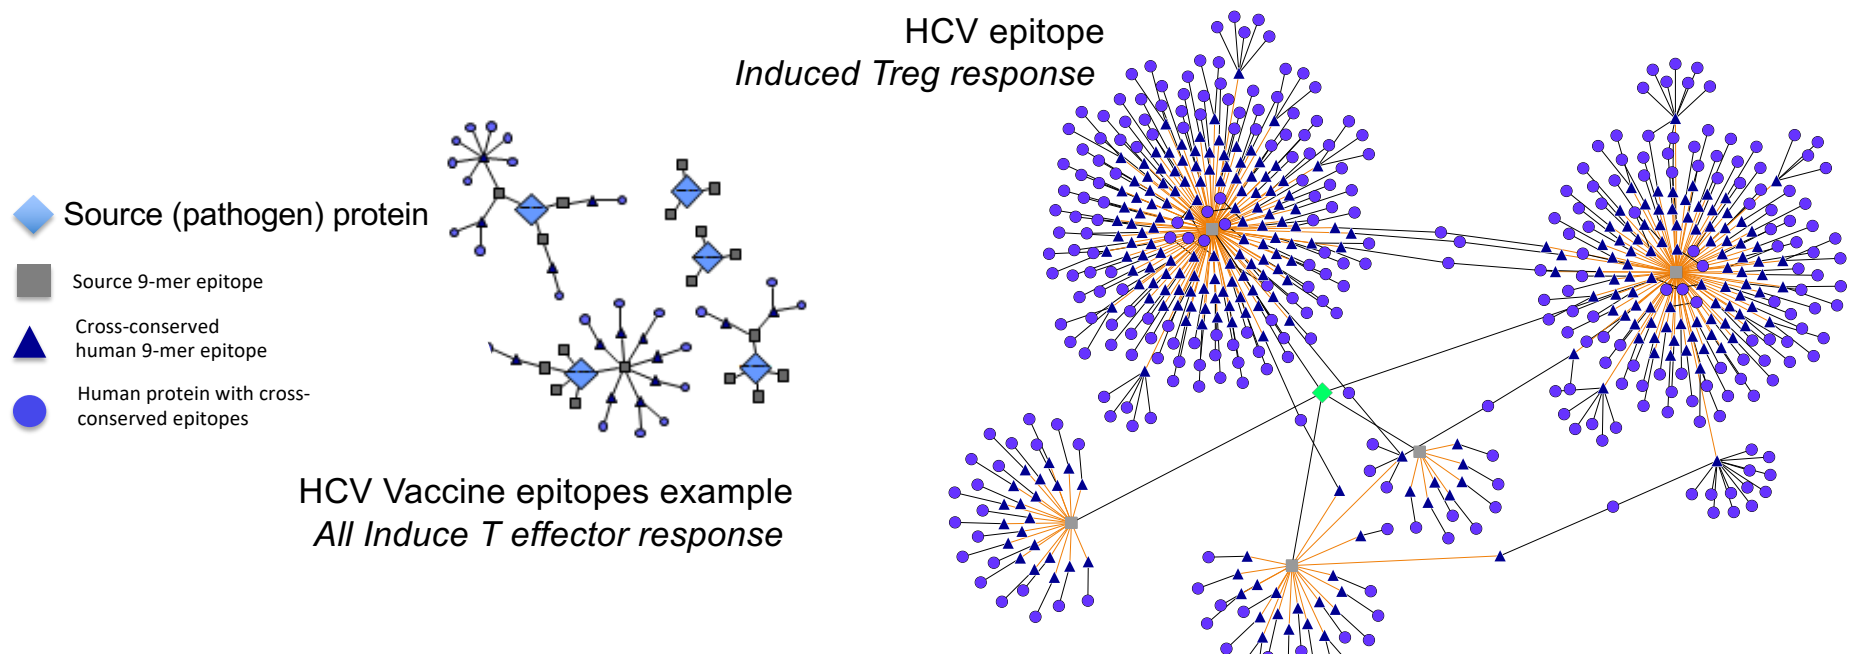 HCV epitope
Induced Treg response
Source (pathogen) protein
Source 9-mer epitope
Cross-conserved
human 9-mer epitope
Human protein with cross-
conserved epitopes
HCV Vaccine epitopes example
All Induce T effector response